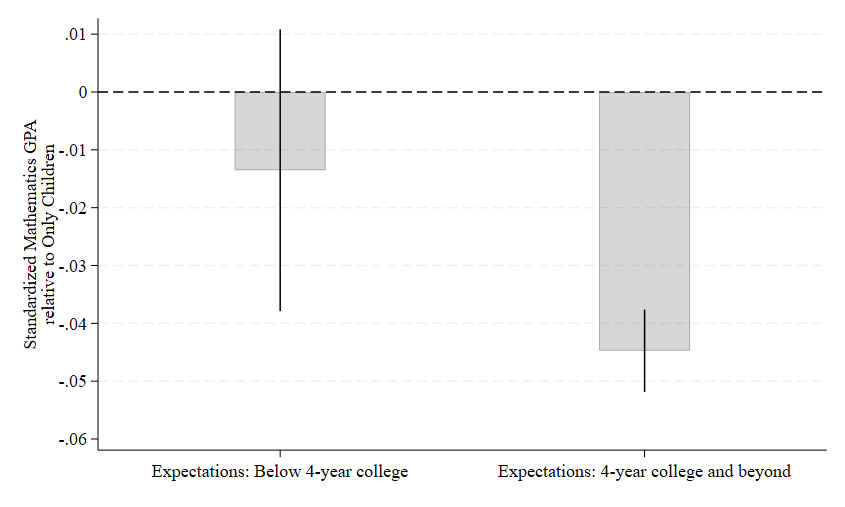 Standardized Mathematics GPA
relative to Only Children
.01
0
-.01
-.02
-.03
-.04
-.05
-.06
Expectations: Below 4-year college
Expectations: 4-year college and beyond